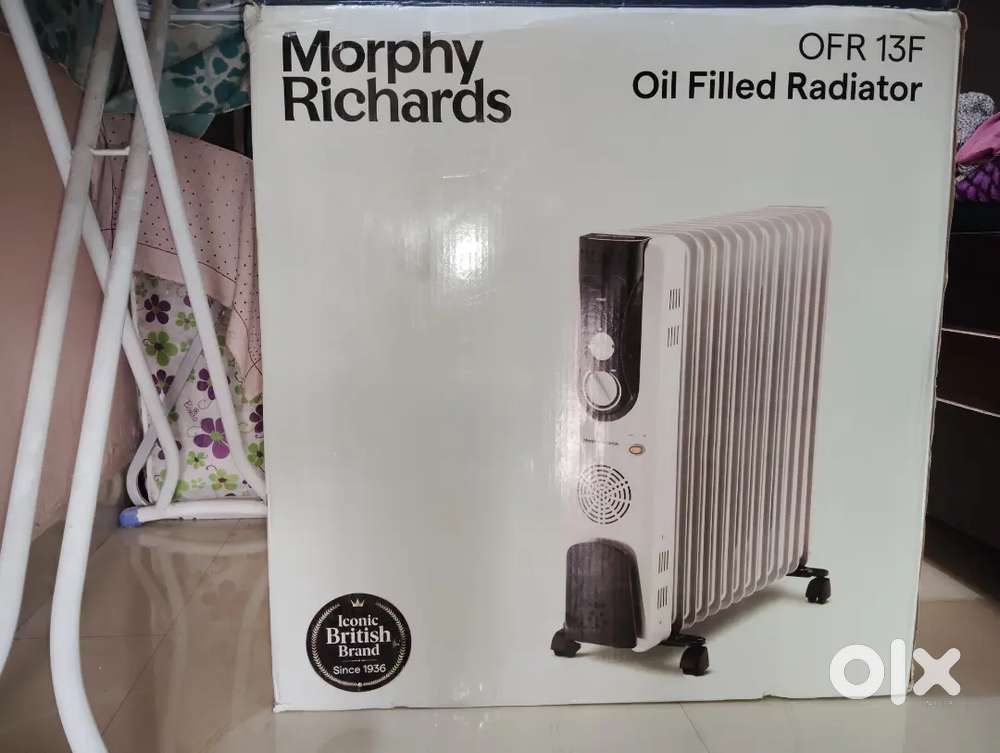 Morphy
Richards
OFR 13F
Oil Filled Radiator
Iconic
British
Brand
Since 1936
olx